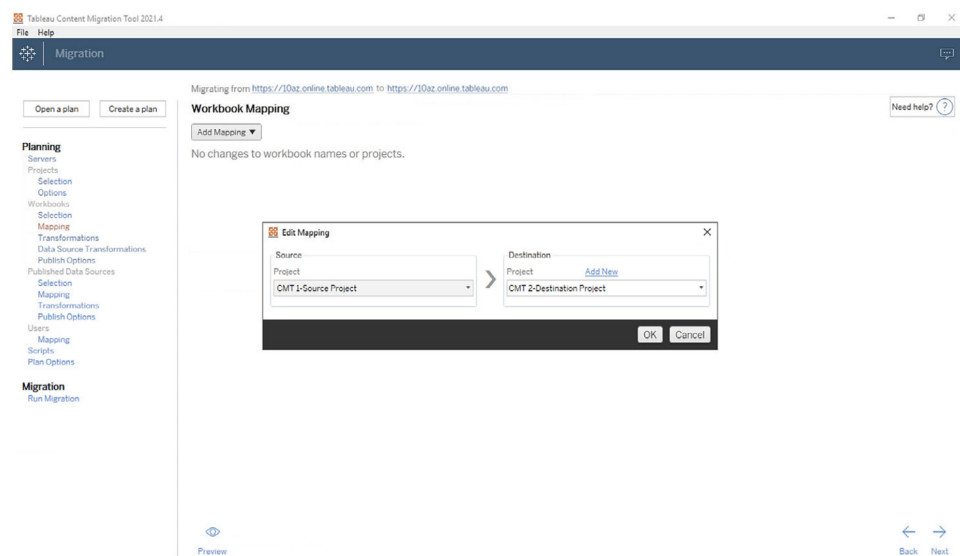 Tableau Content Migration Tool 2021.4
File Help
Migration
Migrating from https://10az.online.tableau.com to https://10az.online.tableau.com
Open a plan Create a plan
Workbook Mapping
Need help? ?
Add Mapping ▼
No changes to workbook names or projects.
Planning
Servers
Projects
Selection
Options
Workbooks
Selection
Mapping
Transformations
Data Source Transformations
Publish Options
Published Data Sources
Selection
Mapping
Transformations
Publish Options
Users
Mapping
Scripts
Plan Options
Migration
Run Migration
Edit Mapping
Source
Project
CMT 1-Source Project
Destination
Project Add New
CMT 2-Destination Project
OK Cancel
Preview
Back Next